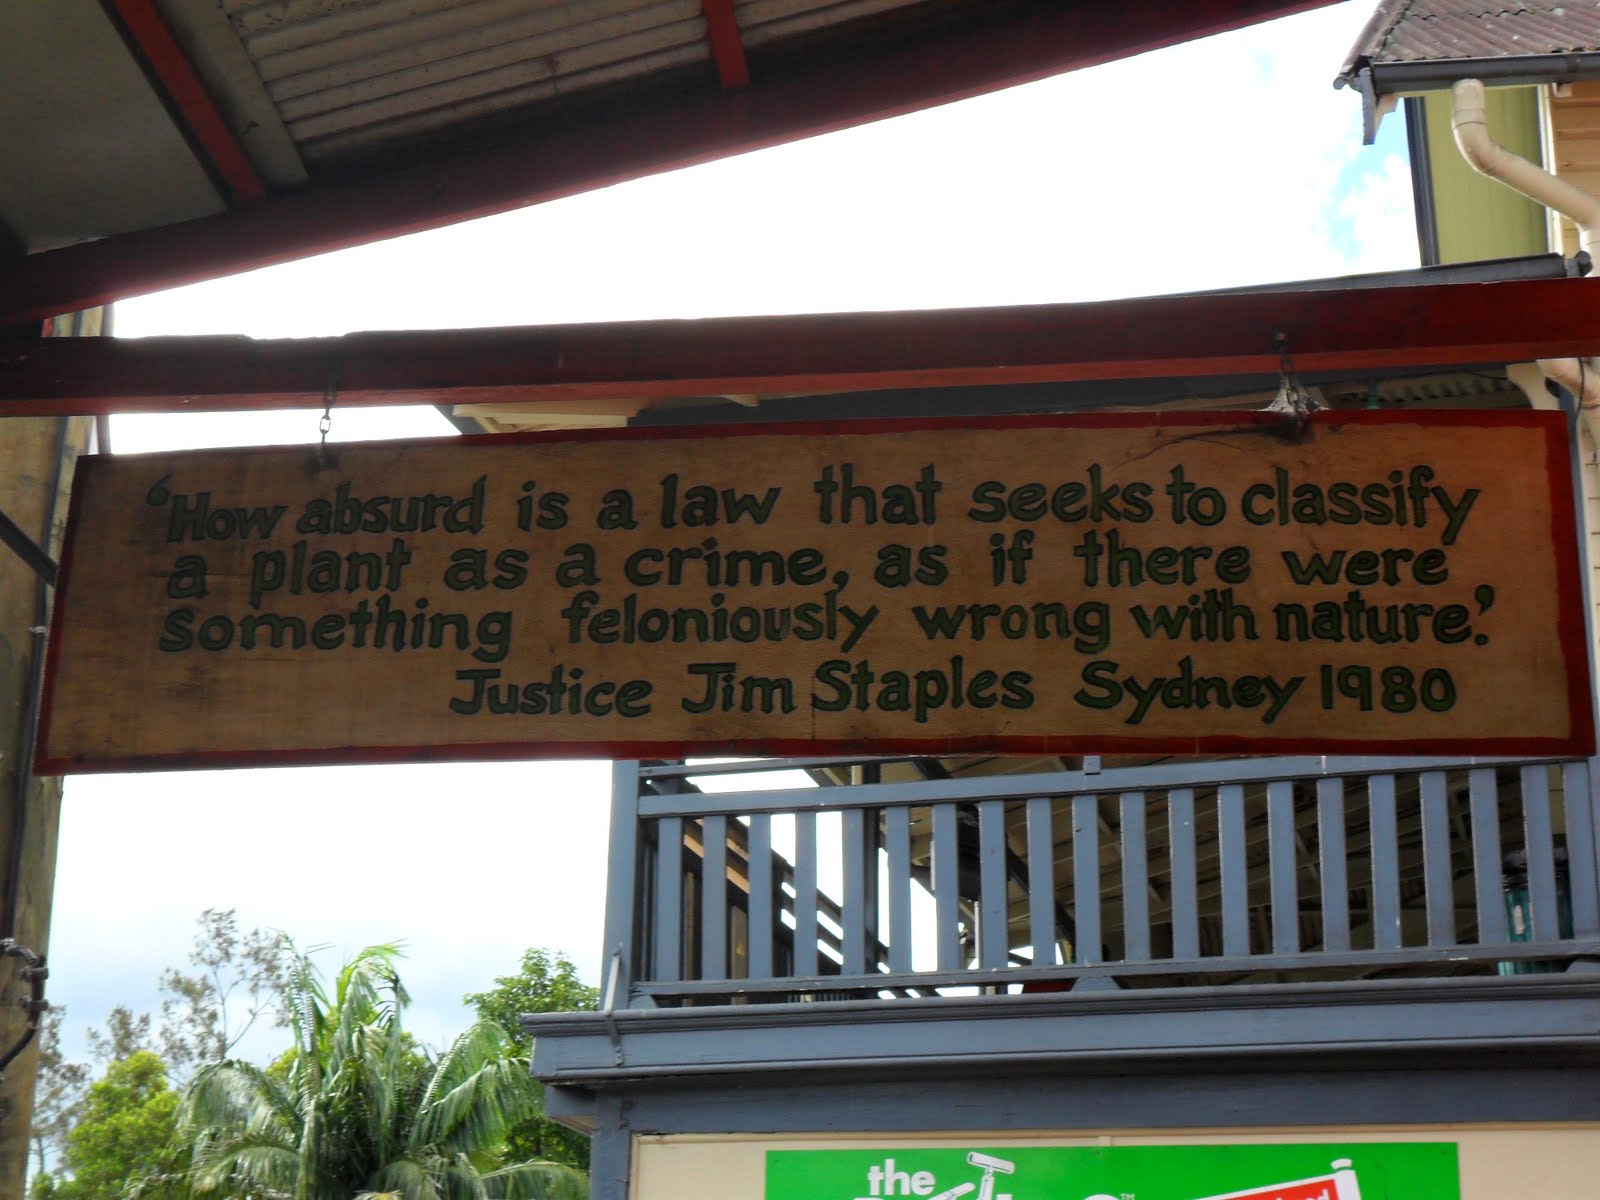 'How absurd is a law that seeks to classify
a plant as a crime, as if there were
something feloniously wrong with nature.'
Justice Jim Staples Sydney 1980
the